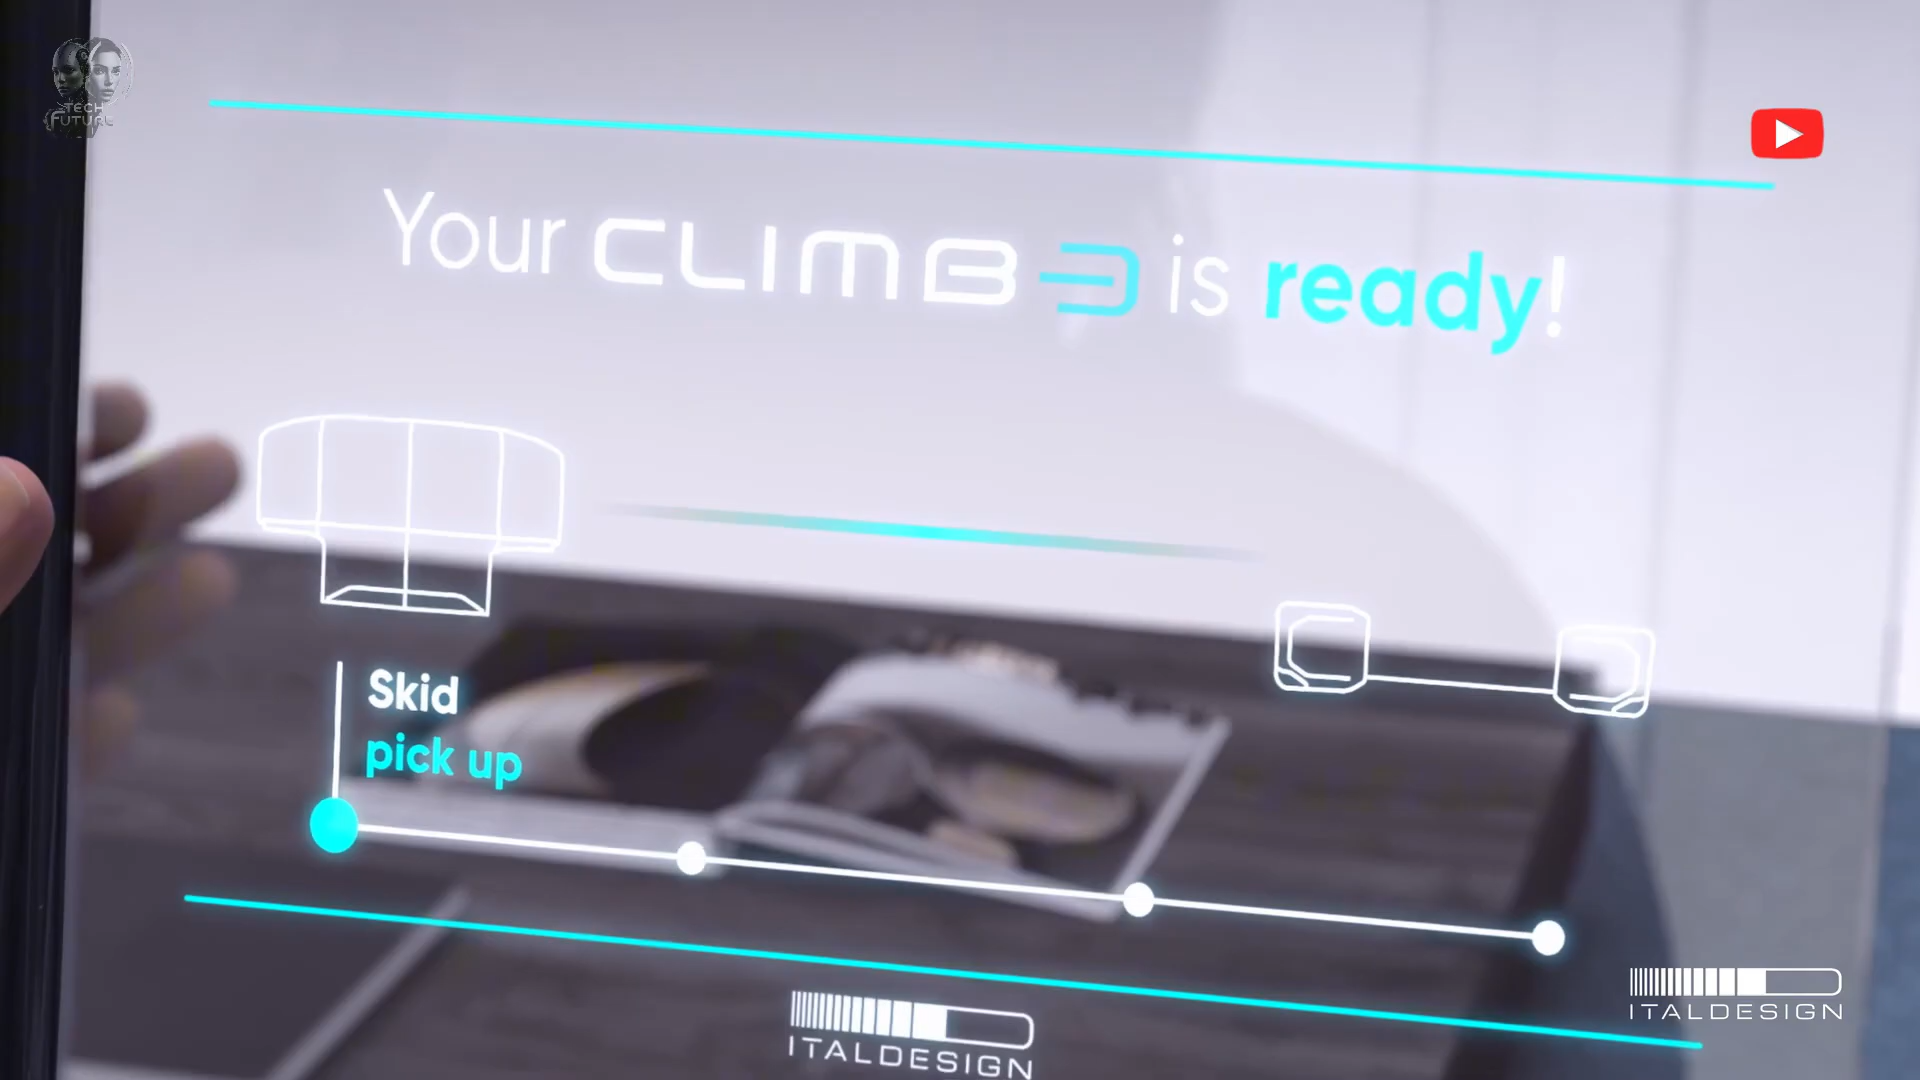 TECH
FUTURE
Your CLIMB-E is ready!
Skid
pick up
ITALDESIGN
ITALDESIGN